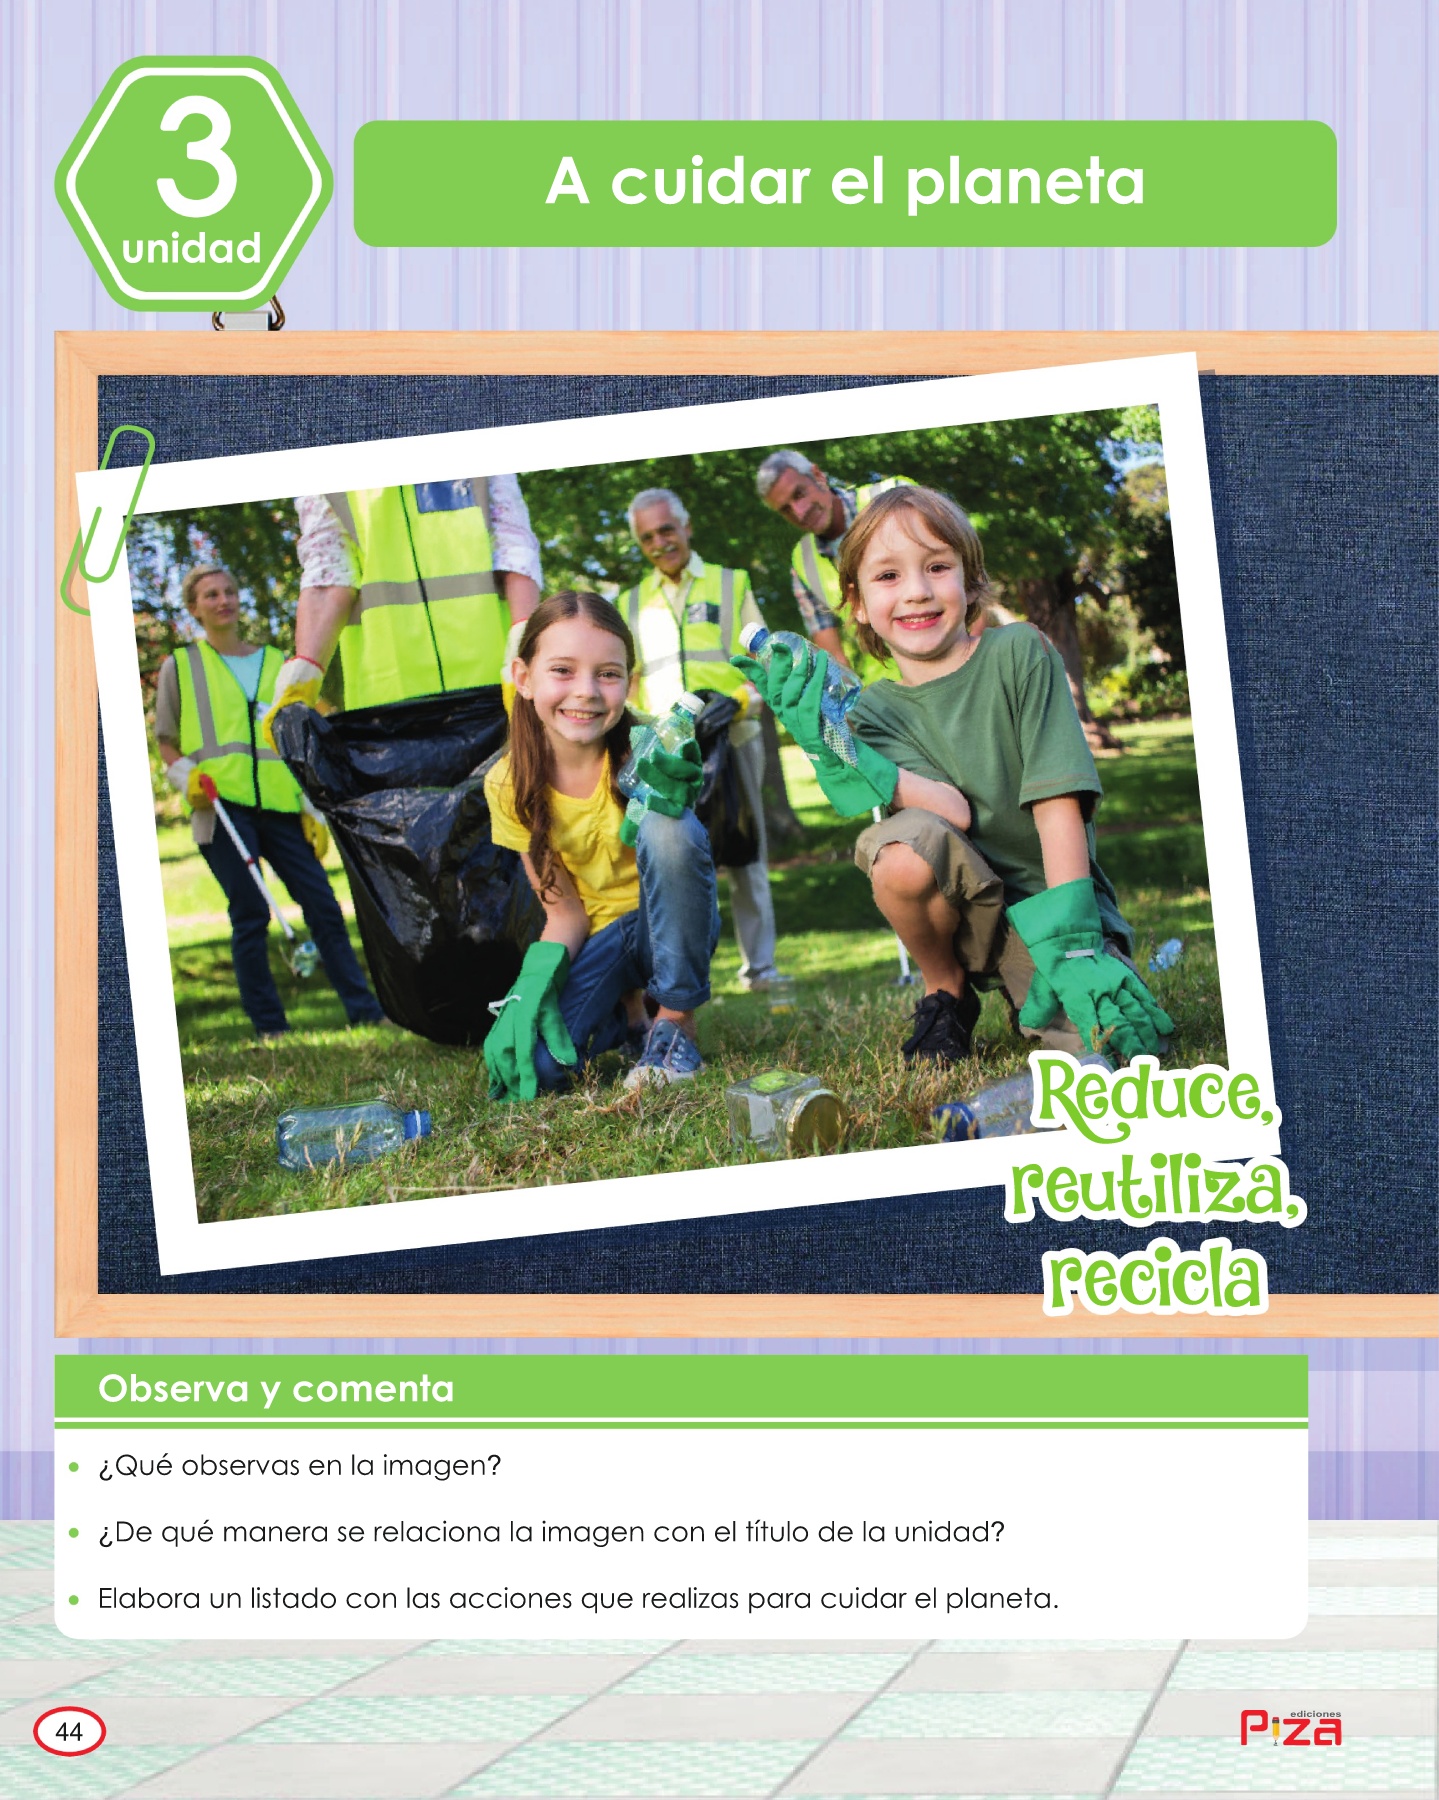 3
unidad
A cuidar el planeta
Reduce,
reutiliza,
recicla
Observa y comenta
• ¿Qué observas en la imagen?
• ¿De qué manera se relaciona la imagen con el título de la unidad?
• Elabora un listado con las acciones que realizas para cuidar el planeta.
44
ediciones
Piza